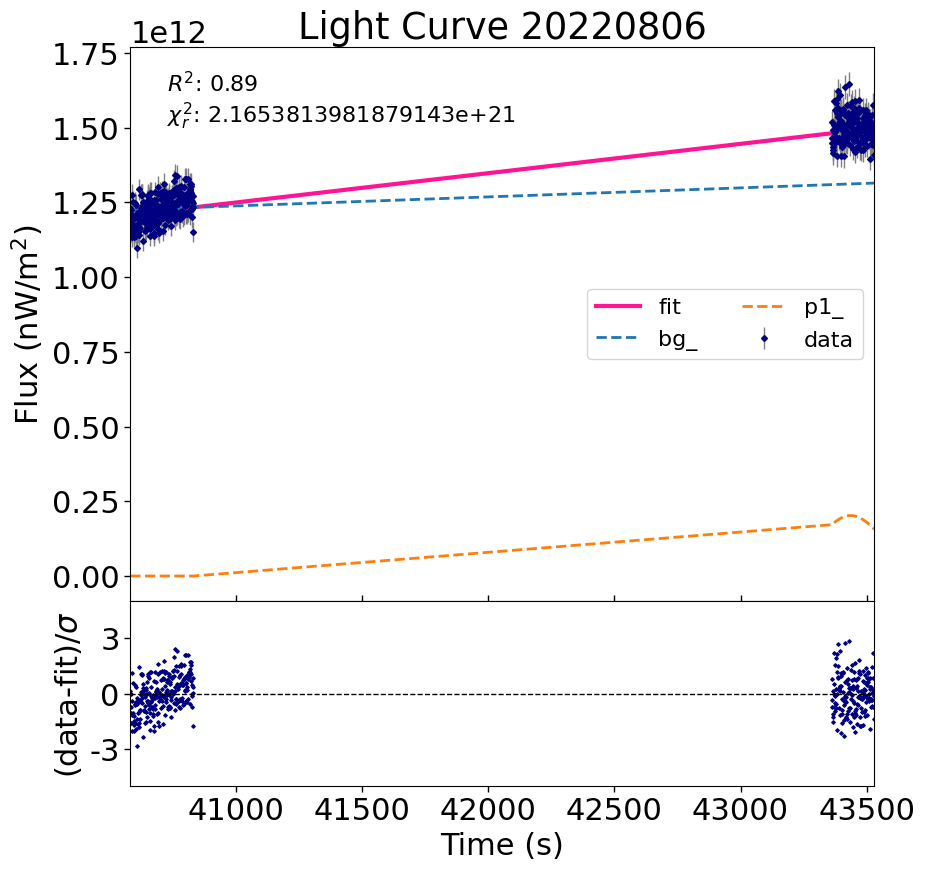 Light Curve 20220806
1e12
R²: 0.89
χ²ᵣ: 2.1653813981879143e+21
1.75
1.50
1.25
1.00
0.75
0.50
0.25
0.00
Flux (nW/m²)
fit
bg_
p1_
data
3
0
-3
(data-fit)/σ
41000 41500 42000 42500 43000 43500
Time (s)